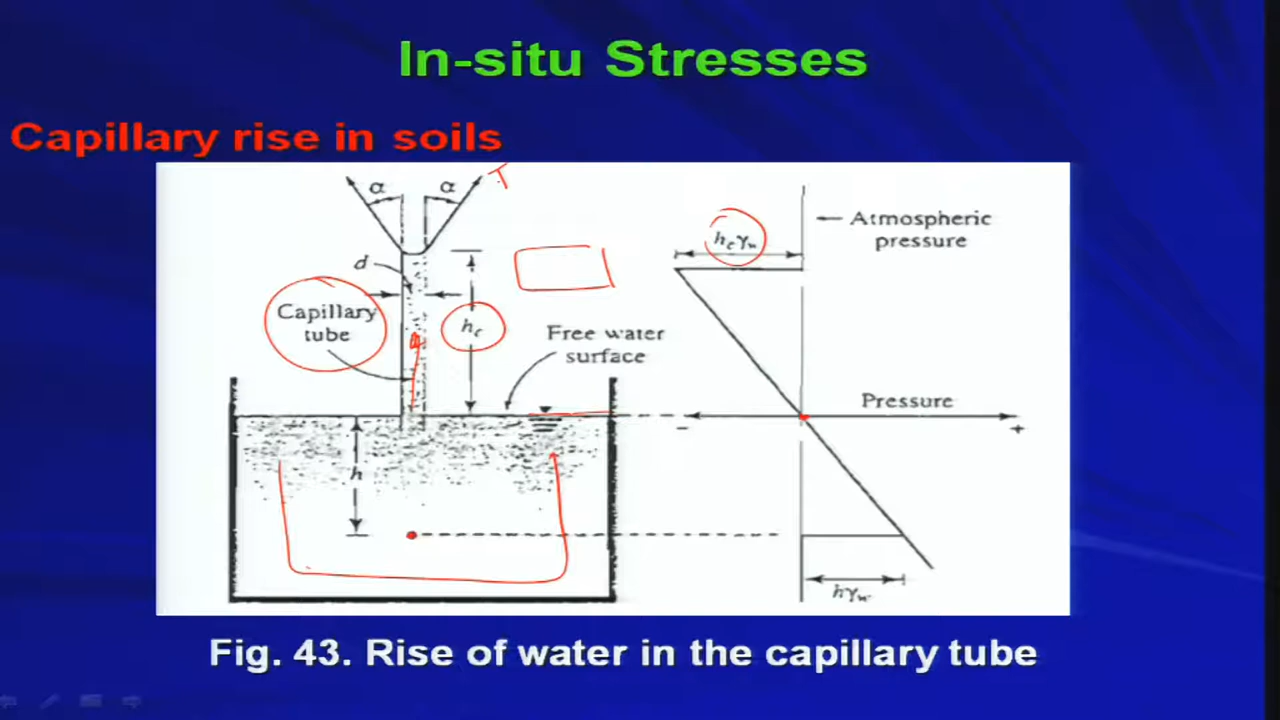 In-situ Stresses
Capillary rise in soils
α α T
d
Capillary
tube
h_c
Free water
surface
h
h_cγ_w
← Atmospheric
pressure
Pressure
- +
hγ_w
Fig. 43. Rise of water in the capillary tube